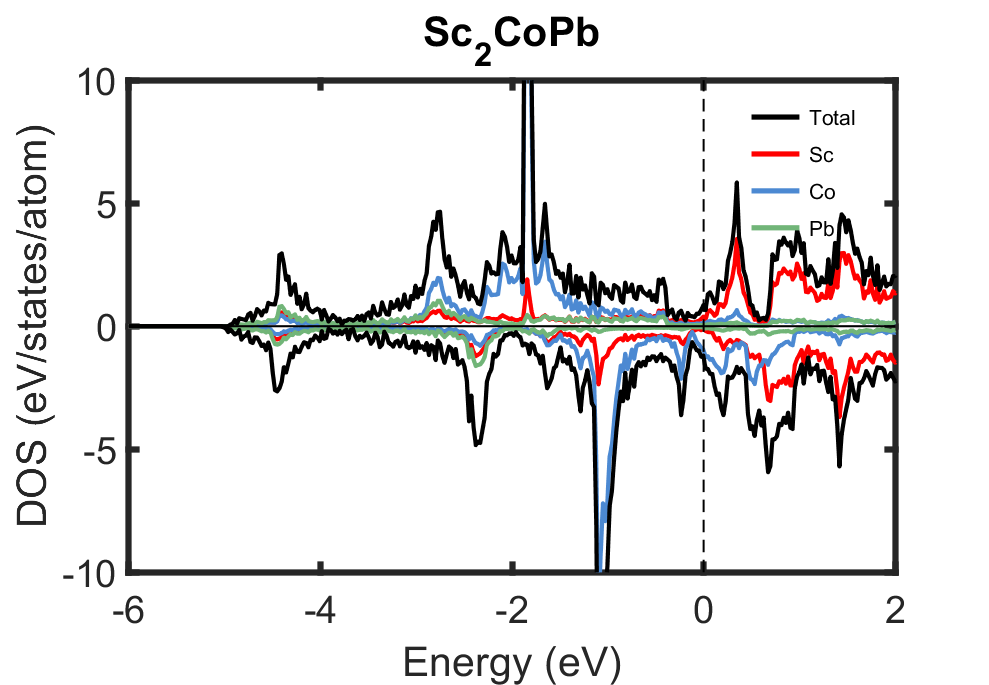 Sc₂CoPb
10
5
0
-5
-10
DOS (eV/states/atom)
Total
Sc
Co
Pb
-6 -4 -2 0 2
Energy (eV)